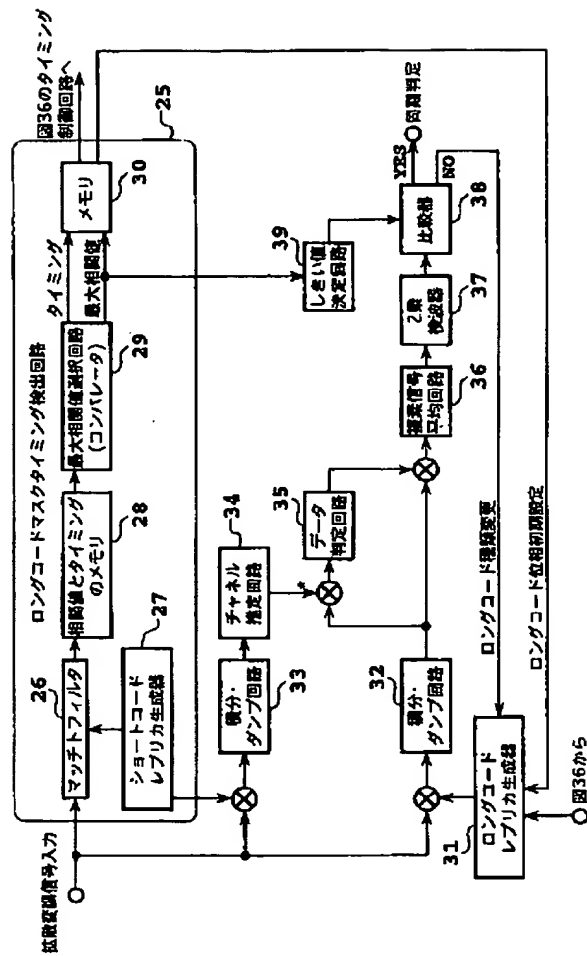 拡散変調信号入力
ロングコードマスクタイミング検出回路
25
マッチトフィルタ
26
ショートコード
レプリカ生成器
27
相関値とタイミング
のメモリ
28
最大相関値選択回路
(コンパレータ)
29
タイミング
最大相関値
メモリ
30
図36のタイミング
制御回路へ
積分・
ダンプ回路
33
チャネル
推定回路
34
*
データ
判定回路
35
しきい値
決定回路
39
積分・
ダンプ回路
32
複素信号
平均回路
36
2乗
検波器
37
比較器
38
YES
同期判定
NO
ロングコード
レプリカ生成器
31
ロングコード種類変更
ロングコード位相初期設定
図36から